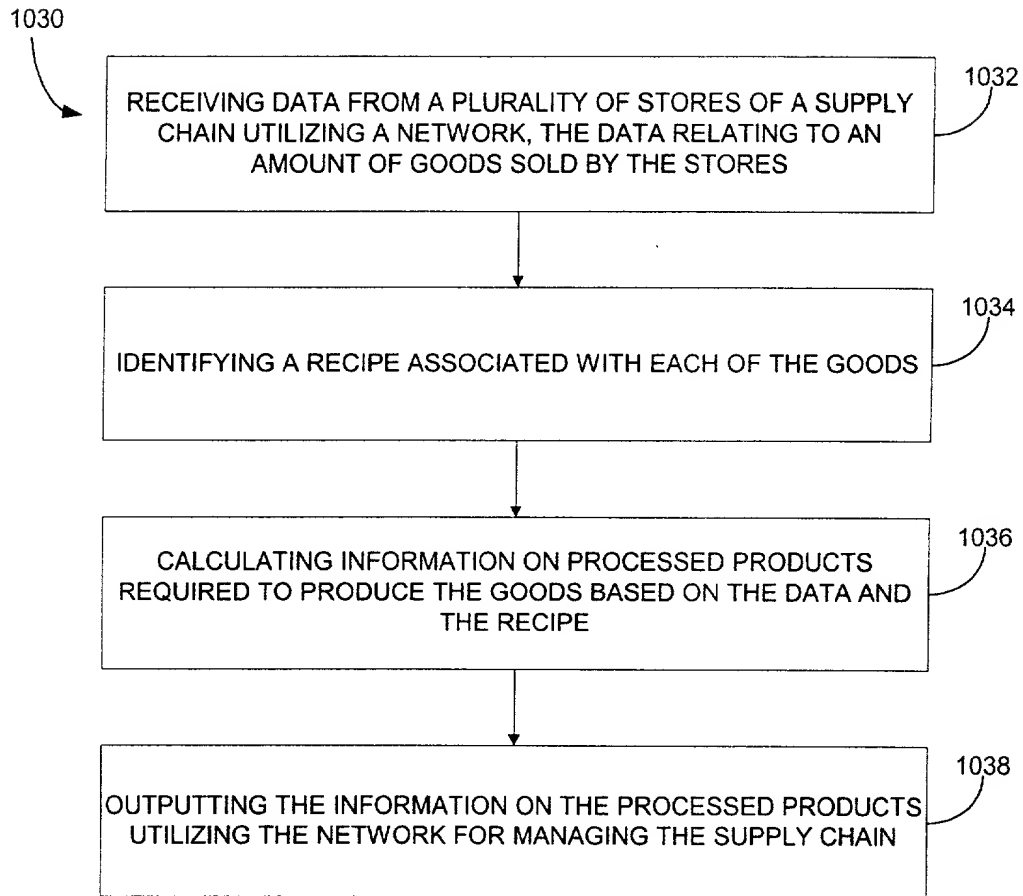 1030
1032
RECEIVING DATA FROM A PLURALITY OF STORES OF A SUPPLY
CHAIN UTILIZING A NETWORK, THE DATA RELATING TO AN
AMOUNT OF GOODS SOLD BY THE STORES
1034
IDENTIFYING A RECIPE ASSOCIATED WITH EACH OF THE GOODS
1036
CALCULATING INFORMATION ON PROCESSED PRODUCTS
REQUIRED TO PRODUCE THE GOODS BASED ON THE DATA AND
THE RECIPE
1038
OUTPUTTING THE INFORMATION ON THE PROCESSED PRODUCTS
UTILIZING THE NETWORK FOR MANAGING THE SUPPLY CHAIN